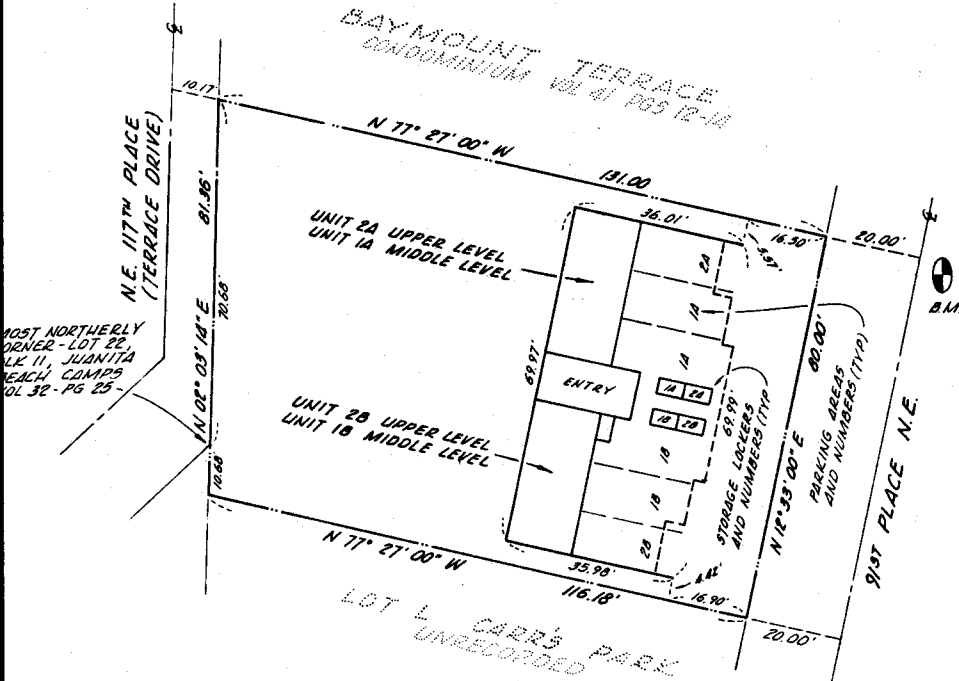 BAYMOUNT TERRACE
CONDOMINIUM VOL 41 PGS 12-14
10.17
N 77° 27' 00" W
131.00
N.E. 117TH PLACE
(TERRACE DRIVE)
81.36'
70.68
N 02° 03' 14" E
10.68
MOST NORTHERLY
CORNER - LOT 22,
BLK 11, JUANITA
BEACH CAMPS
VOL 32 - PG 25
UNIT 2A UPPER LEVEL
UNIT 1A MIDDLE LEVEL
36.01'
16.50'
5.57'
20.00'
B.M.
2A
1A
1A
69.97'
ENTRY
1A 2A
1B 2B
UNIT 2B UPPER LEVEL
UNIT 1B MIDDLE LEVEL
1B
1B
2B
69.99'
STORAGE LOCKERS
AND NUMBERS (TYP)
80.00'
N 12° 33' 00" E
PARKING AREAS
AND NUMBERS (TYP)
91ST PLACE N.E.
35.98'
4.42'
16.90'
N 77° 27' 00" W
116.18'
20.00'
LOT L CARR'S PARK
UNRECORDED